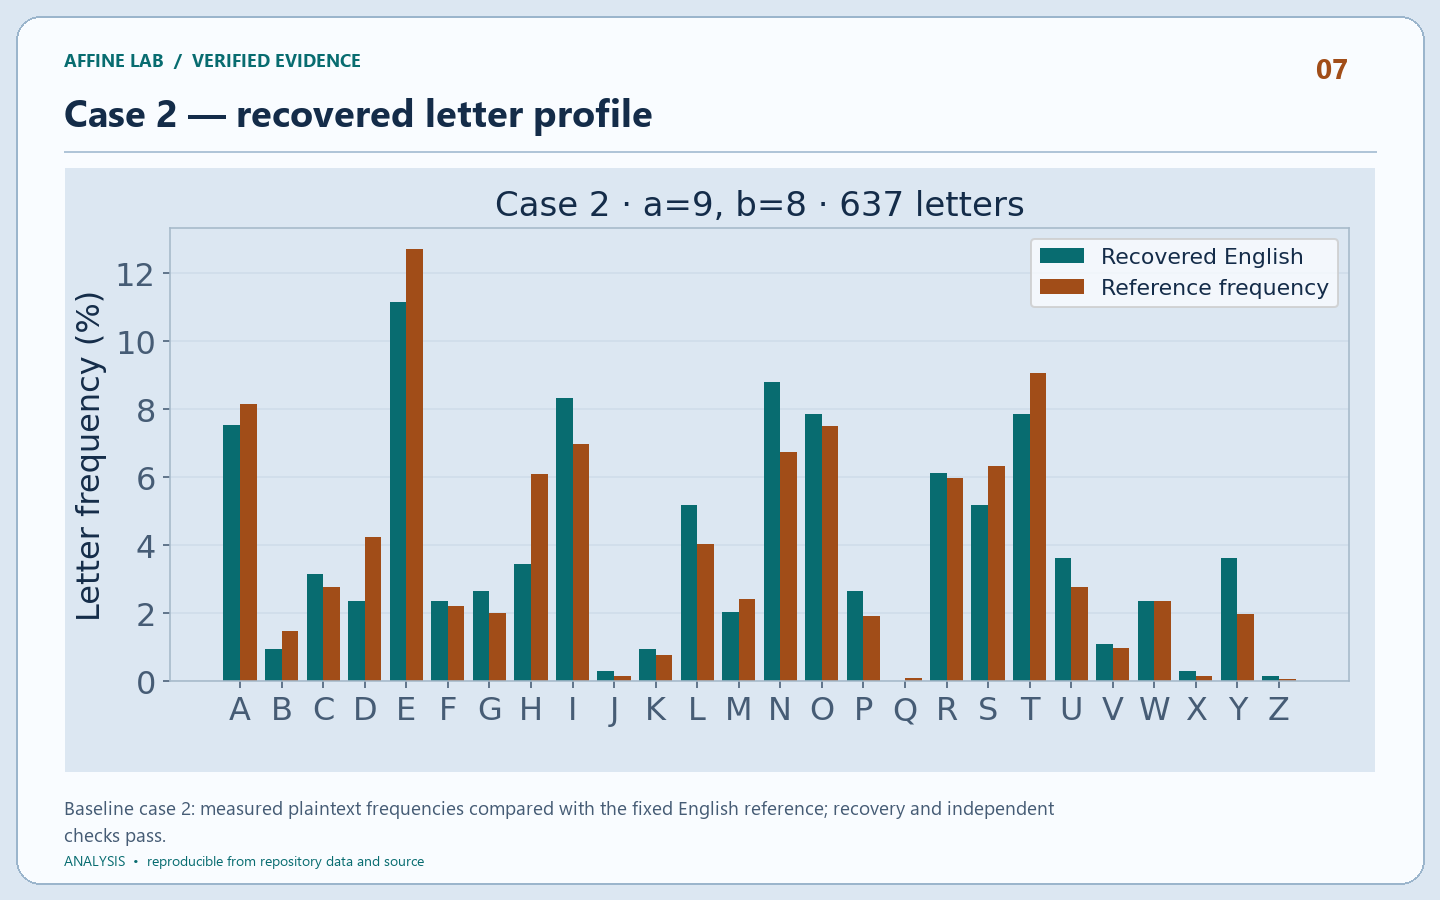 AFFINE LAB / VERIFIED EVIDENCE
07
Case 2 — recovered letter profile
Case 2 · a=9, b=8 · 637 letters
Recovered English
Reference frequency
Letter frequency (%)
12
10
8
6
4
2
0
A B C D E F G H I J K L M N O P Q R S T U V W X Y Z
Baseline case 2: measured plaintext frequencies compared with the fixed English reference; recovery and independent
checks pass.
ANALYSIS • reproducible from repository data and source